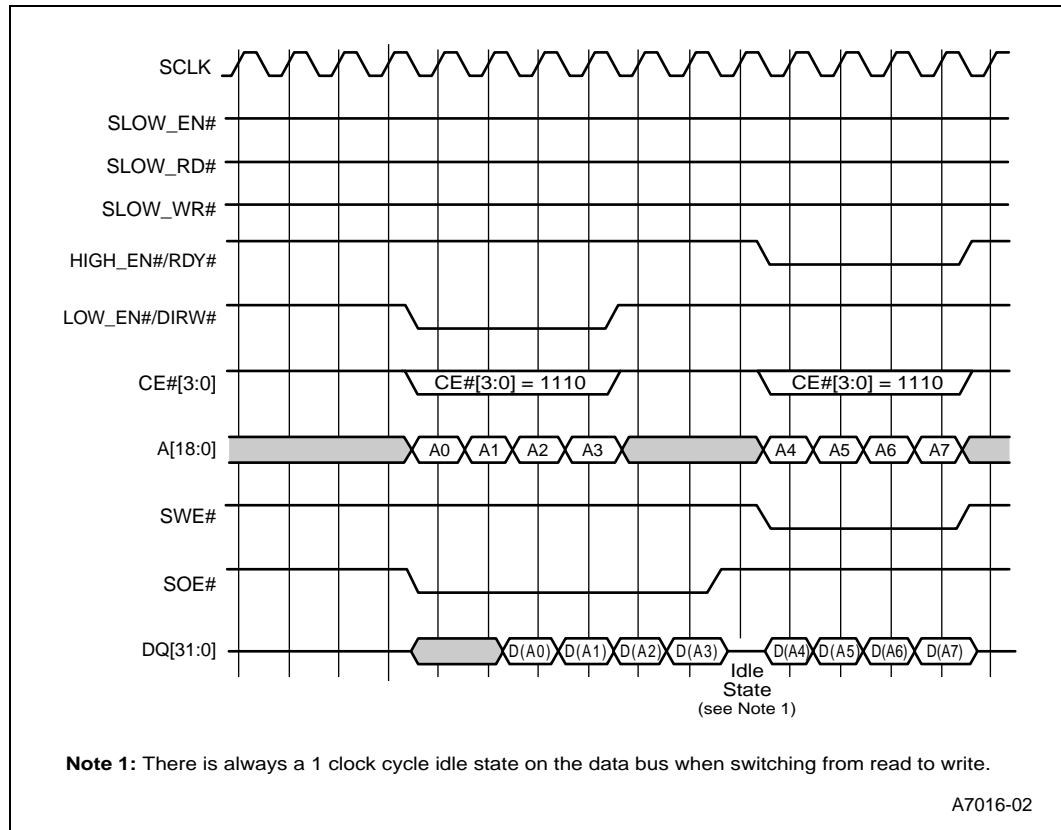 SCLK
SLOW_EN#
SLOW_RD#
SLOW_WR#
HIGH_EN#/RDY#
LOW_EN#/DIRW#
CE#[3:0] CE#[3:0] = 1110 CE#[3:0] = 1110
A[18:0] A0 A1 A2 A3 A4 A5 A6 A7
SWE#
SOE#
DQ[31:0] D(A0) D(A1) D(A2) D(A3) D(A4) D(A5) D(A6) D(A7)
Idle
State
(see Note 1)
Note 1: There is always a 1 clock cycle idle state on the data bus when switching from read to write.
A7016-02